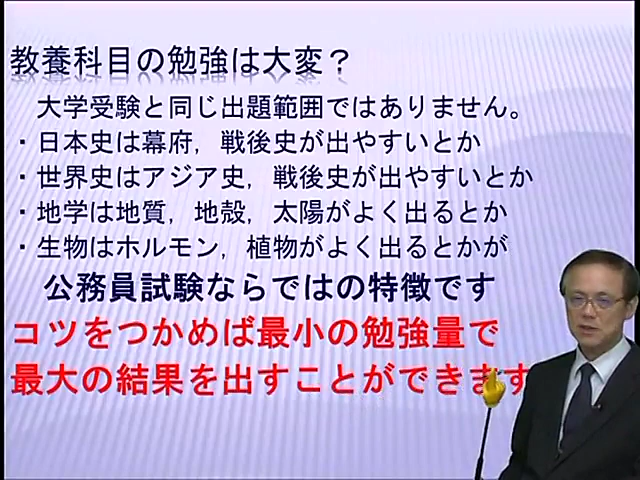 教養科目の勉強は大変？
大学受験と同じ出題範囲ではありません。
・日本史は幕府，戦後史が出やすいとか
・世界史はアジア史，戦後史が出やすいとか
・地学は地質，地殻，太陽がよく出るとか
・生物はホルモン，植物がよく出るとかが
公務員試験ならではの特徴です
コツをつかめば最小の勉強量で
最大の結果を出すことができます